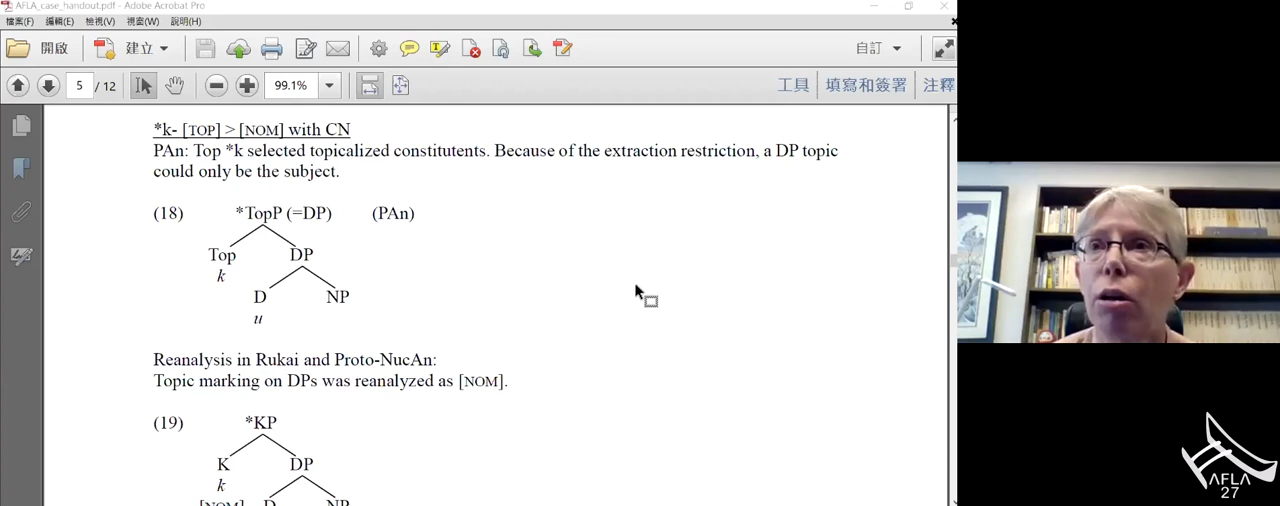 AFLA_case_handout.pdf - Adobe Acrobat Pro
檔案(F) 編輯(E) 檢視(V) 視窗(W) 說明(H)
開啟 建立 自訂
5 / 12 99.1% 工具 填寫和簽署 注釋
*k- [TOP] > [NOM] with CN
PAn: Top *k selected topicalized constitutents. Because of the extraction restriction, a DP topic
could only be the subject.
(18) *TopP (=DP) (PAn)
Top DP
k
D NP
u
Reanalysis in Rukai and Proto-NucAn:
Topic marking on DPs was reanalyzed as [NOM].
(19) *KP
K DP
k
[NOM] D NP
AFLA
27